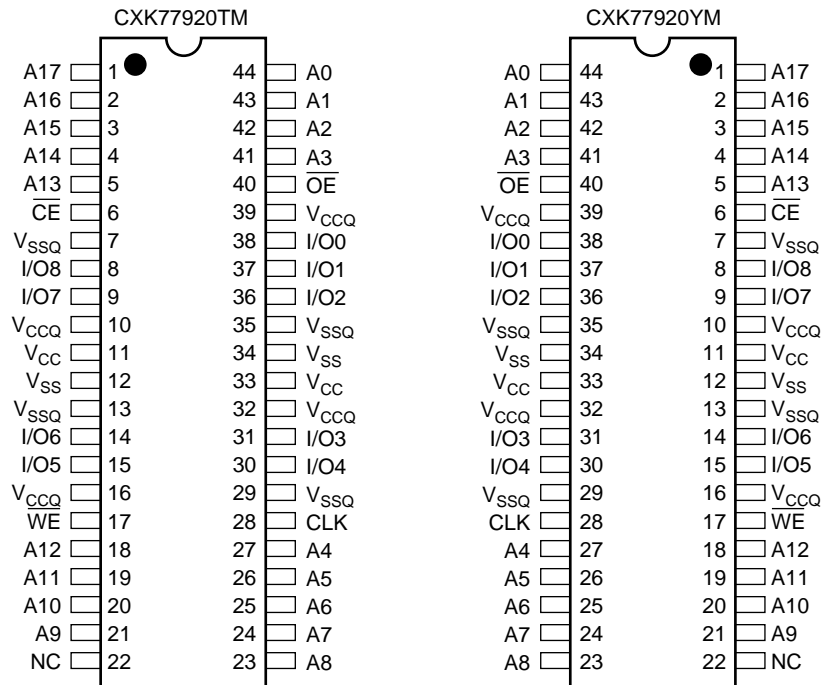 CXK77920TM CXK77920YM
A17 1 44 A0 A0 44 1 A17
A16 2 43 A1 A1 43 2 A16
A15 3 42 A2 A2 42 3 A15
A14 4 41 A3 A3 41 4 A14
A13 5 40 OE OE 40 5 A13
CE 6 39 VCCQ VCCQ 39 6 CE
VSSQ 7 38 I/O0 I/O0 38 7 VSSQ
I/O8 8 37 I/O1 I/O1 37 8 I/O8
I/O7 9 36 I/O2 I/O2 36 9 I/O7
VCCQ 10 35 VSSQ VSSQ 35 10 VCCQ
VCC 11 34 VSS VSS 34 11 VCC
VSS 12 33 VCC VCC 33 12 VSS
VSSQ 13 32 VCCQ VCCQ 32 13 VSSQ
I/O6 14 31 I/O3 I/O3 31 14 I/O6
I/O5 15 30 I/O4 I/O4 30 15 I/O5
VCCQ 16 29 VSSQ VSSQ 29 16 VCCQ
WE 17 28 CLK CLK 28 17 WE
A12 18 27 A4 A4 27 18 A12
A11 19 26 A5 A5 26 19 A11
A10 20 25 A6 A6 25 20 A10
A9 21 24 A7 A7 24 21 A9
NC 22 23 A8 A8 23 22 NC